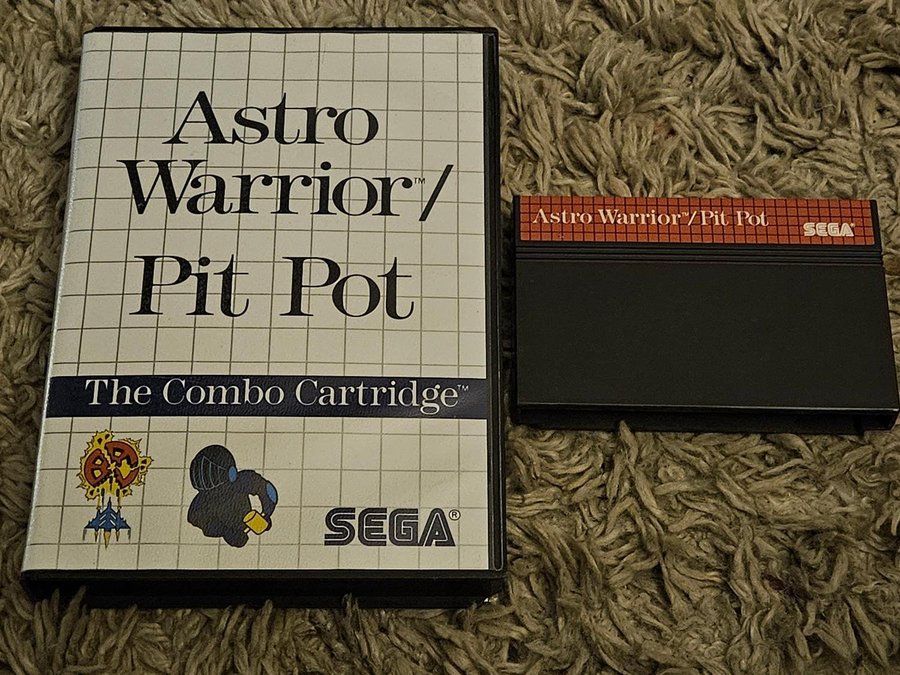 Astro
Warrior™/
Pit Pot
The Combo Cartridge™
SEGA®
Astro Warrior™/Pit Pot
SEGA®